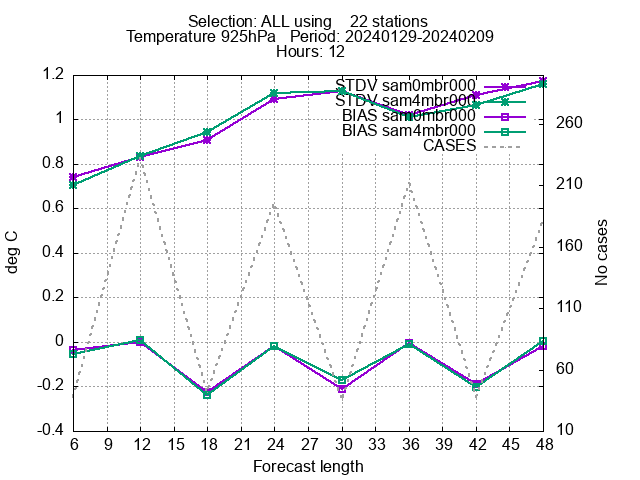 Selection: ALL using    22 stations
Temperature 925hPa   Period: 20240129-20240209
Hours: 12
STDV sam0mbr000
STDV sam4mbr000
BIAS sam0mbr000
BIAS sam4mbr000
CASES
1.2
1
0.8
0.6
0.4
0.2
0
-0.2
-0.4
deg C
260
210
160
110
60
10
No cases
6 9 12 15 18 21 24 27 30 33 36 39 42 45 48
Forecast length